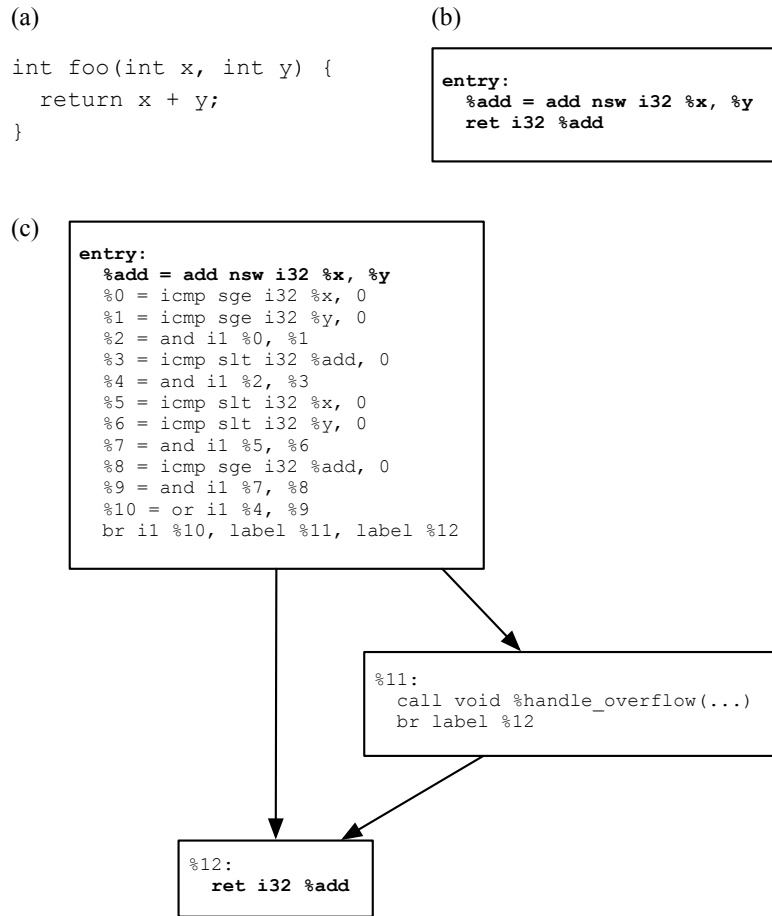 (a)
int foo(int x, int y) {
  return x + y;
}
(b)
entry:
  %add = add nsw i32 %x, %y
  ret i32 %add
(c)
entry:
  %add = add nsw i32 %x, %y
  %0 = icmp sge i32 %x, 0
  %1 = icmp sge i32 %y, 0
  %2 = and i1 %0, %1
  %3 = icmp slt i32 %add, 0
  %4 = and i1 %2, %3
  %5 = icmp slt i32 %x, 0
  %6 = icmp slt i32 %y, 0
  %7 = and i1 %5, %6
  %8 = icmp sge i32 %add, 0
  %9 = and i1 %7, %8
  %10 = or i1 %4, %9
  br i1 %10, label %11, label %12
%11:
  call void %handle_overflow(...)
  br label %12
%12:
  ret i32 %add